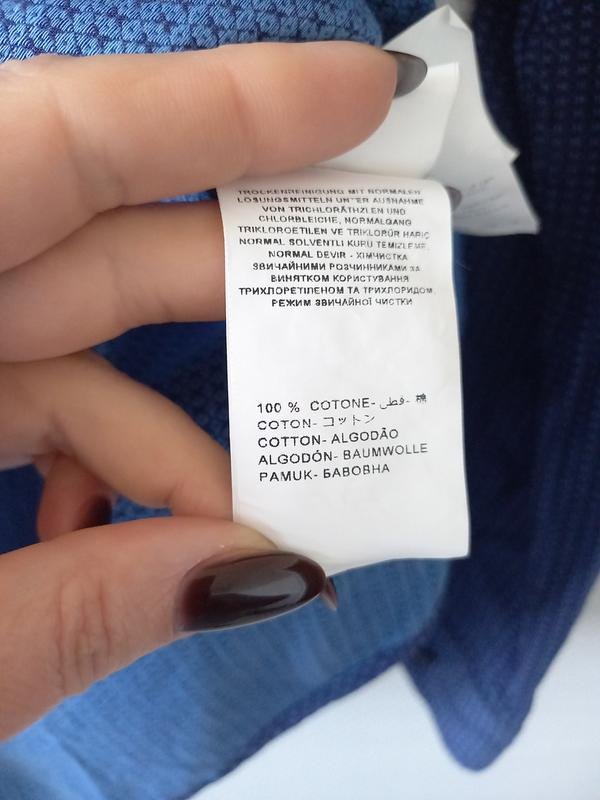 TROCKENREINIGUNG MIT NORMALEN
LÖSUNGSMITTELN UNTER AUSNAHME
VON TRICHLORÄTHZLEN UND
CHLORBLEICHE, NORMALGANG
TRIKLOROETILEN VE TRIKLORÜR HARIÇ
NORMAL SOLVENTLI KURU TEMIZLEME,
NORMAL DEVIR - ХІМЧИСТКА
ЗВИЧАЙНИМИ РОЗЧИННИКАМИ ЗА
ВИНЯТКОМ КОРИСТУВАННЯ
ТРИХЛОРЕТІЛЕНОМ ТА ТРИХЛОРИДОМ,
РЕЖИМ ЗВИЧАЙНОЇ ЧИСТКИ
100 % COTONE- قطن- 棉
COTON- コットン
COTTON- ALGODÃO
ALGODÓN- BAUMWOLLE
PAMUK- БАВОВНА